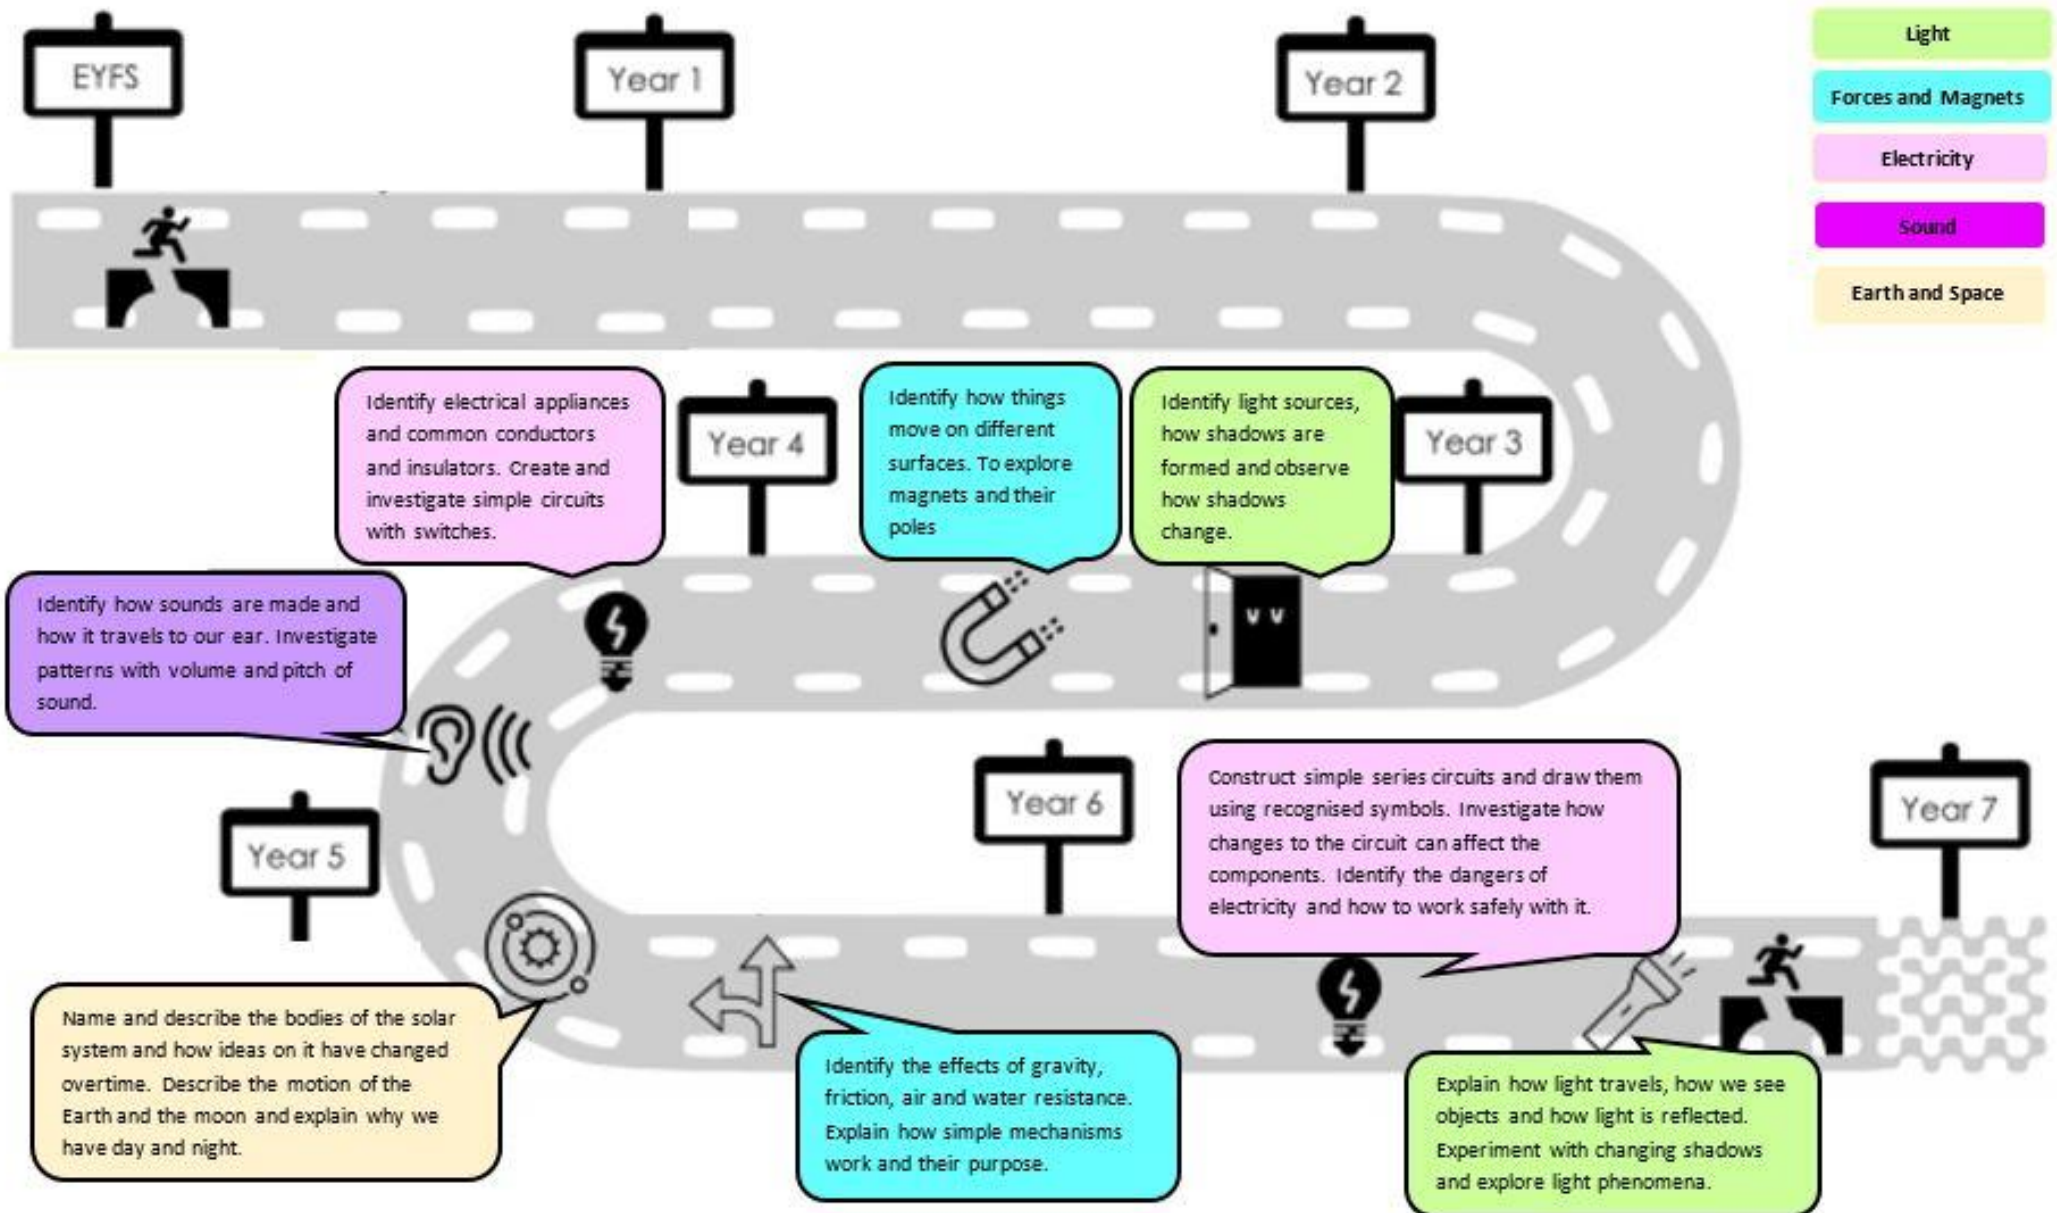 EYFS
Year 1
Year 2
Light
Forces and Magnets
Electricity
Sound
Earth and Space
Identify light sources,
how shadows are
formed and observe
how shadows
change.
Year 3
Identify how things
move on different
surfaces. To explore
magnets and their
poles
Year 4
Identify electrical appliances
and common conductors
and insulators. Create and
investigate simple circuits
with switches.
Identify how sounds are made and
how it travels to our ear. Investigate
patterns with volume and pitch of
sound.
Year 5
Name and describe the bodies of the solar
system and how ideas on it have changed
overtime. Describe the motion of the
Earth and the moon and explain why we
have day and night.
Identify the effects of gravity,
friction, air and water resistance.
Explain how simple mechanisms
work and their purpose.
Year 6
Construct simple series circuits and draw them
using recognised symbols. Investigate how
changes to the circuit can affect the
components. Identify the dangers of
electricity and how to work safely with it.
Explain how light travels, how we see
objects and how light is reflected.
Experiment with changing shadows
and explore light phenomena.
Year 7